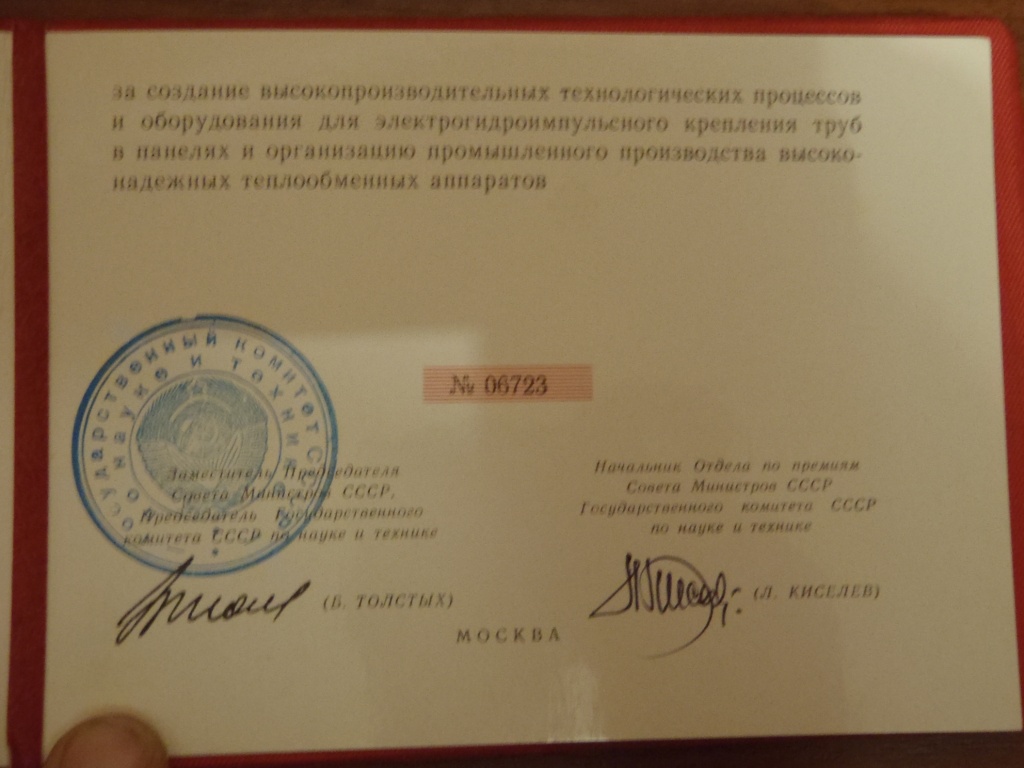 за создание высокопроизводительных технологических процессов
и оборудования для электрогидроимпульсного крепления труб
в панелях и организацию промышленного производства высоко-
надежных теплообменных аппаратов
ГОСУДАРСТВЕННЫЙ КОМИТЕТ СССР
по науке и технике
№ 06723
Заместитель Председателя
Совета Министров СССР,
Председатель Государственного
комитета СССР по науке и технике
(Б. ТОЛСТЫХ)
Начальник Отдела по премиям
Совета Министров СССР
Государственного комитета СССР
по науке и технике
(Л. КИСЕЛЕВ)
МОСКВА